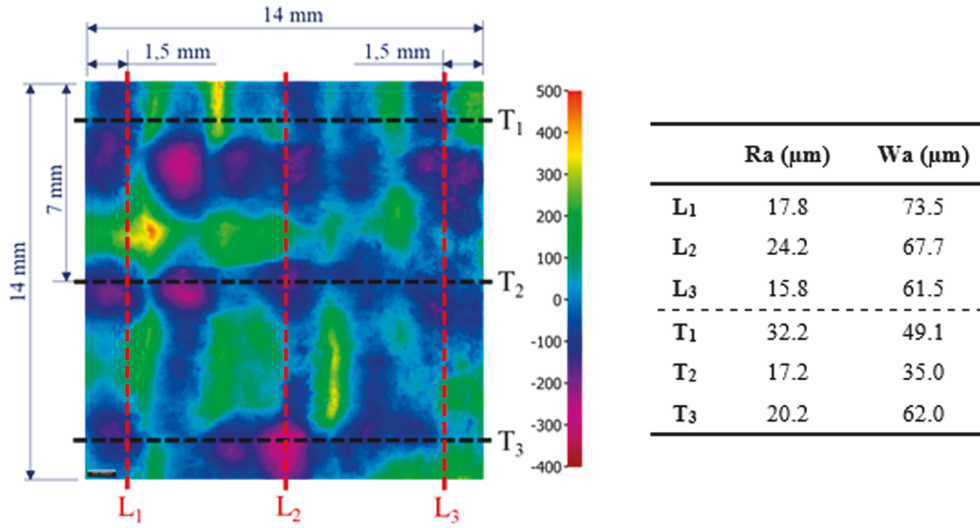 14 mm
1,5 mm
1,5 mm
7 mm
14 mm
T1
T2
T3
L1
L2
L3
500
400
300
200
100
0
-100
-200
-300
-400
Ra (µm) Wa (µm)
L1 17.8 73.5
L2 24.2 67.7
L3 15.8 61.5
T1 32.2 49.1
T2 17.2 35.0
T3 20.2 62.0